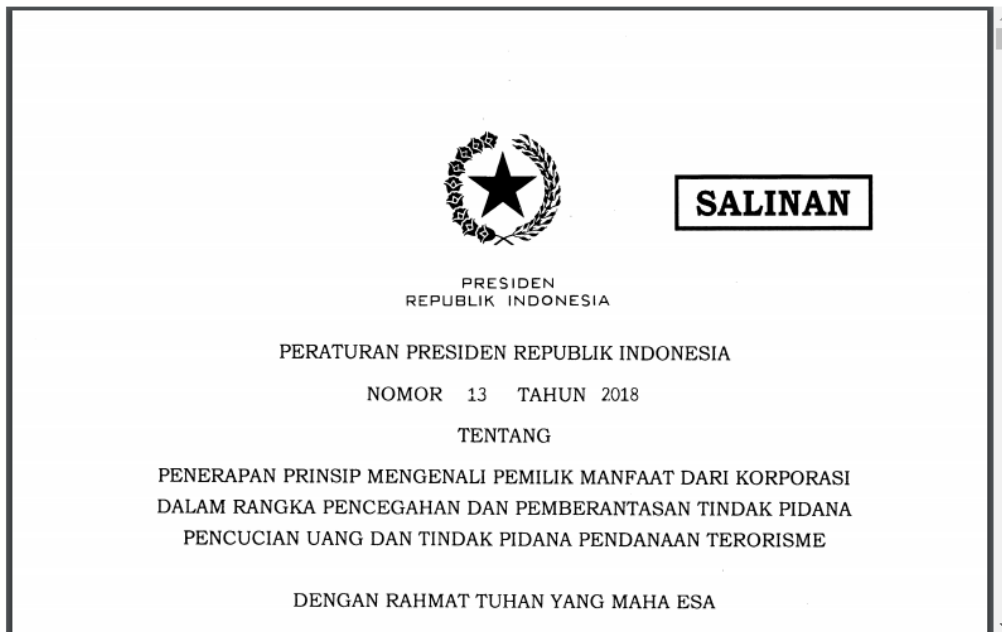 SALINAN
PRESIDEN
REPUBLIK INDONESIA
PERATURAN PRESIDEN REPUBLIK INDONESIA
NOMOR 13 TAHUN 2018
TENTANG
PENERAPAN PRINSIP MENGENALI PEMILIK MANFAAT DARI KORPORASI
DALAM RANGKA PENCEGAHAN DAN PEMBERANTASAN TINDAK PIDANA
PENCUCIAN UANG DAN TINDAK PIDANA PENDANAAN TERORISME
DENGAN RAHMAT TUHAN YANG MAHA ESA